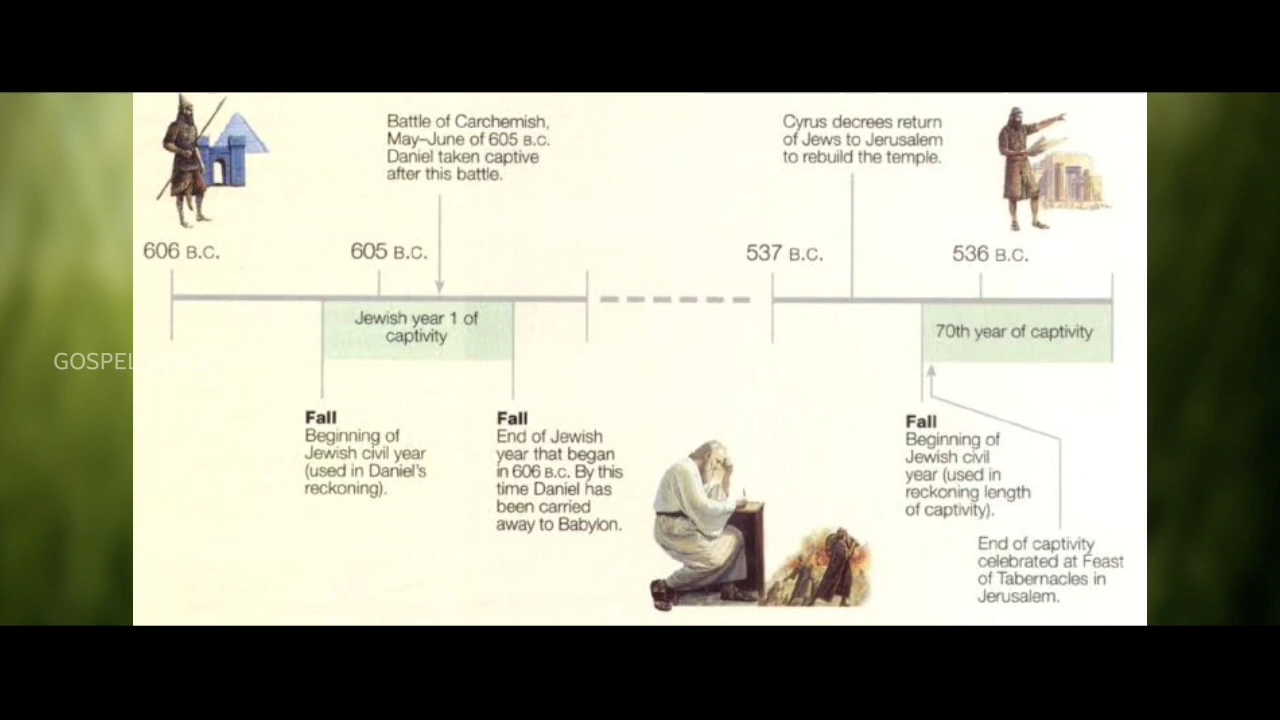 Battle of Carchemish,
May–June of 605 B.C.
Daniel taken captive
after this battle.
Cyrus decrees return
of Jews to Jerusalem
to rebuild the temple.
606 B.C.
605 B.C.
537 B.C.
536 B.C.
Jewish year 1 of
captivity
70th year of captivity
GOSPEL
Fall
Beginning of
Jewish civil year
(used in Daniel's
reckoning).
Fall
End of Jewish
year that began
in 606 B.C. By this
time Daniel has
been carried
away to Babylon.
Fall
Beginning of
Jewish civil
year (used in
reckoning length
of captivity).
End of captivity
celebrated at Feast
of Tabernacles in
Jerusalem.